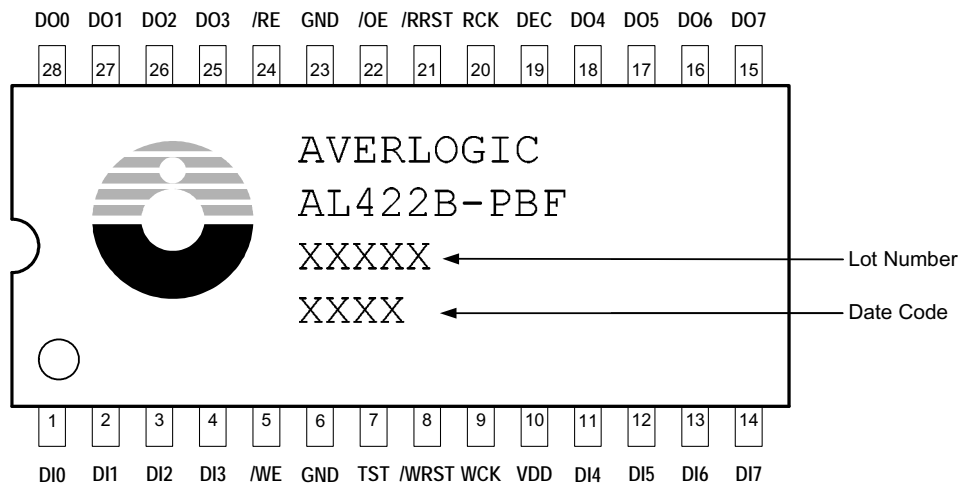 DO0 DO1 DO2 DO3 /RE GND /OE /RRST RCK DEC DO4 DO5 DO6 DO7
28 27 26 25 24 23 22 21 20 19 18 17 16 15
AVERLOGIC
AL422B-PBF
XXXXX
Lot Number
XXXX
Date Code
1 2 3 4 5 6 7 8 9 10 11 12 13 14
DI0 DI1 DI2 DI3 /WE GND TST /WRST WCK VDD DI4 DI5 DI6 DI7